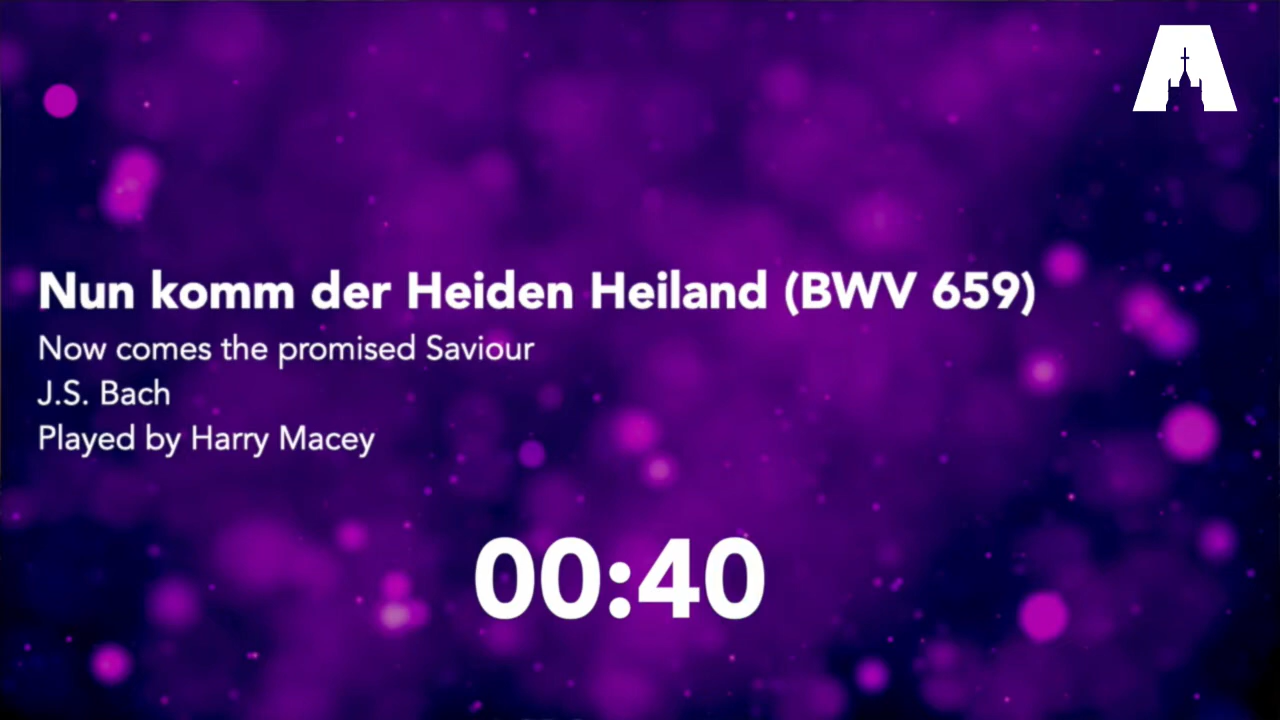 Nun komm der Heiden Heiland (BWV 659)
Now comes the promised Saviour
J.S. Bach
Played by Harry Macey
00:40